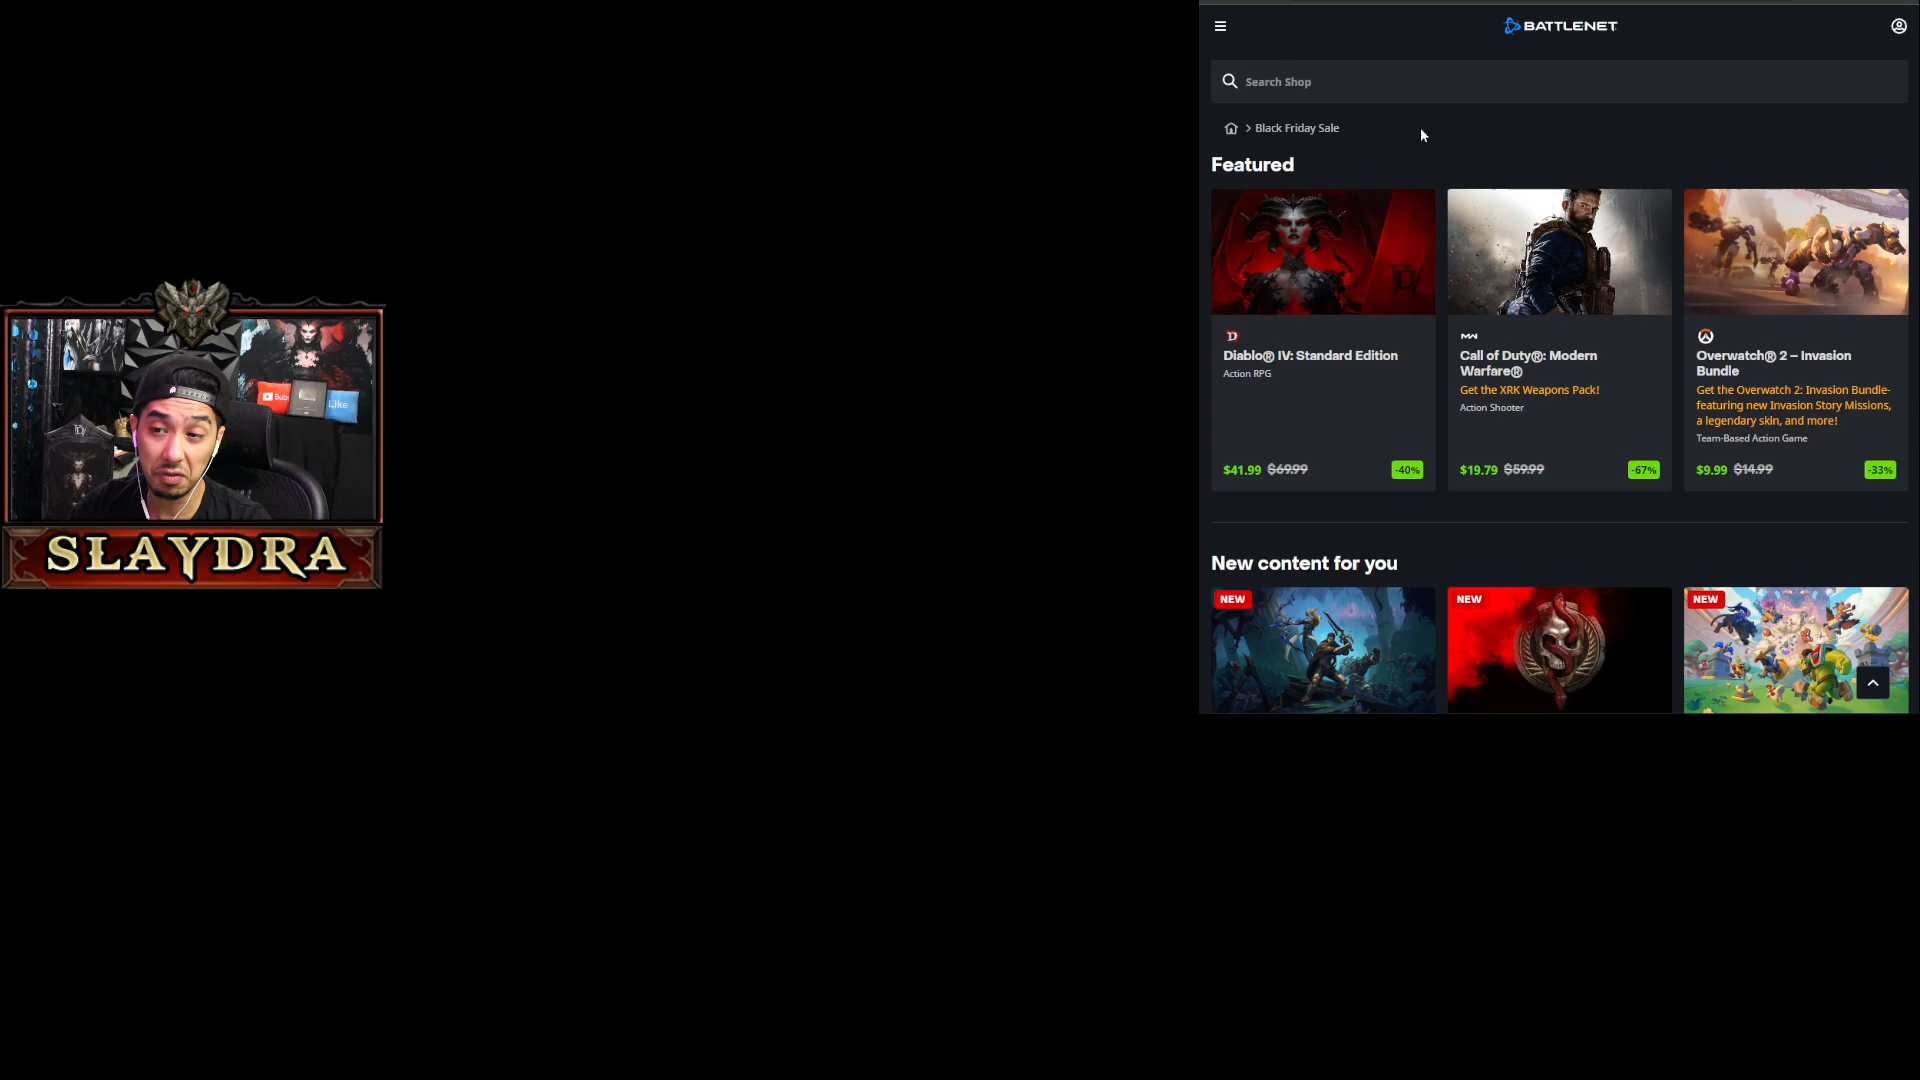 BATTLENET
Search Shop
Black Friday Sale
Featured
Diablo® IV: Standard Edition
Action RPG
$41.99 $69.99
-40%
Call of Duty®: Modern
Warfare®
Get the XRK Weapons Pack!
Action Shooter
$19.79 $59.99
-67%
Overwatch® 2 – Invasion
Bundle
Get the Overwatch 2: Invasion Bundle-
featuring new Invasion Story Missions,
a legendary skin, and more!
Team-Based Action Game
$9.99 $14.99
-33%
Sub
Like
SLAYDRA
New content for you
NEW
NEW
NEW